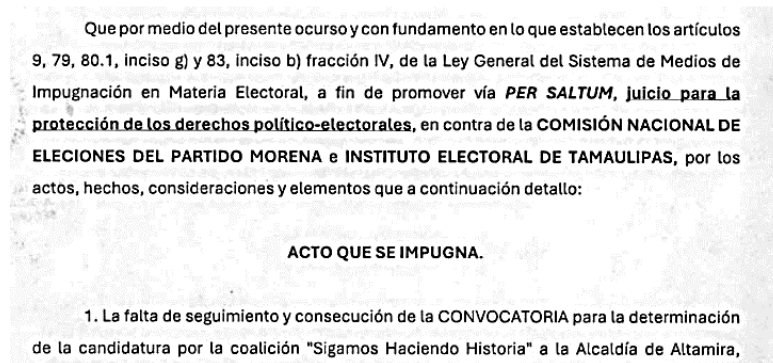 Que por medio del presente ocurso y con fundamento en lo que establecen los artículos
9, 79, 80.1, inciso g) y 83, inciso b) fracción IV, de la Ley General del Sistema de Medios de
Impugnación en Materia Electoral, a fin de promover vía PER SALTUM, juicio para la
protección de los derechos político-electorales, en contra de la COMISIÓN NACIONAL DE
ELECIONES DEL PARTIDO MORENA e INSTITUTO ELECTORAL DE TAMAULIPAS, por los
actos, hechos, consideraciones y elementos que a continuación detallo:
ACTO QUE SE IMPUGNA.
1. La falta de seguimiento y consecución de la CONVOCATORIA para la determinación
de la candidatura por la coalición "Sigamos Haciendo Historia" a la Alcaldía de Altamira,